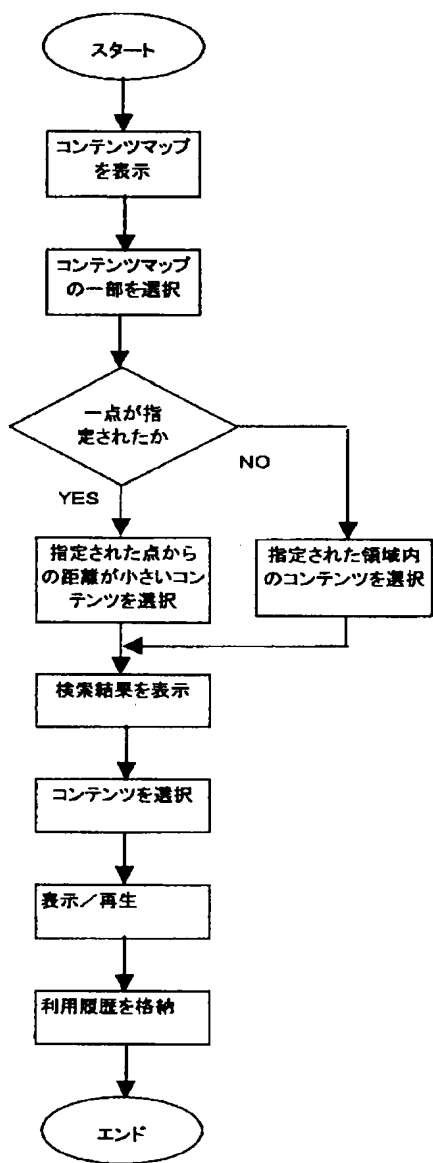 スタート
コンテンツマップ
を表示
コンテンツマップ
の一部を選択
一点が指
定されたか
NO
YES
指定された点から
の距離が小さいコン
テンツを選択
指定された領域内
のコンテンツを選択
検索結果を表示
コンテンツを選択
表示／再生
利用履歴を格納
エンド